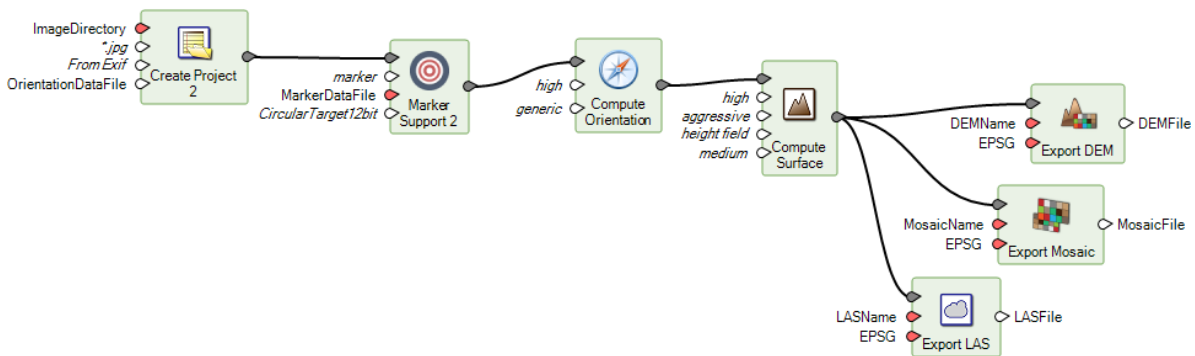 ImageDirectory
*.jpg
From Exif
OrientationDataFile
Create Project
2
marker
MarkerDataFile
CircularTarget12bit
Marker
Support 2
high
generic
Compute
Orientation
high
aggressive
height field
medium
Compute
Surface
DEMName
EPSG
Export DEM
DEMFile
MosaicName
EPSG
Export Mosaic
MosaicFile
LASName
EPSG
Export LAS
LASFile